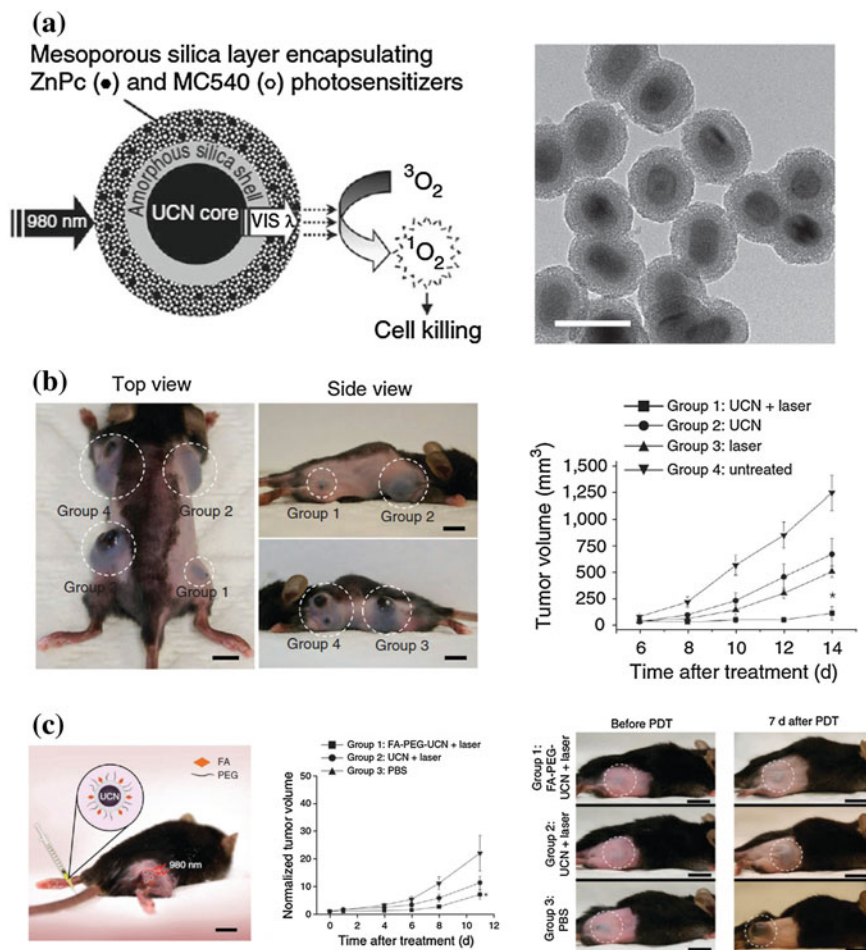 (a)
Mesoporous silica layer encapsulating
ZnPc (●) and MC540 (○) photosensitizers
Amorphous silica shell
UCN core
980 nm
VIS λ
³O₂
¹O₂
Cell killing
(b)
Top view
Side view
Group 4
Group 2
Group 3
Group 1
Group 1
Group 2
Group 4
Group 3
Group 1: UCN + laser
Group 2: UCN
Group 3: laser
Group 4: untreated
Tumor volume (mm³)
1,500
1,250
1,000
750
500
250
0
*
6 8 10 12 14
Time after treatment (d)
(c)
FA
PEG
UCN
980 nm
Group 1: FA-PEG-UCN + laser
Group 2: UCN + laser
Group 3: PBS
Normalized tumor volume
50
40
30
20
10
0
*
0 2 4 6 8 10 12
Time after treatment (d)
Before PDT
7 d after PDT
Group 1:
FA-PEG-
UCN + laser
Group 2:
UCN + laser
Group 3:
PBS